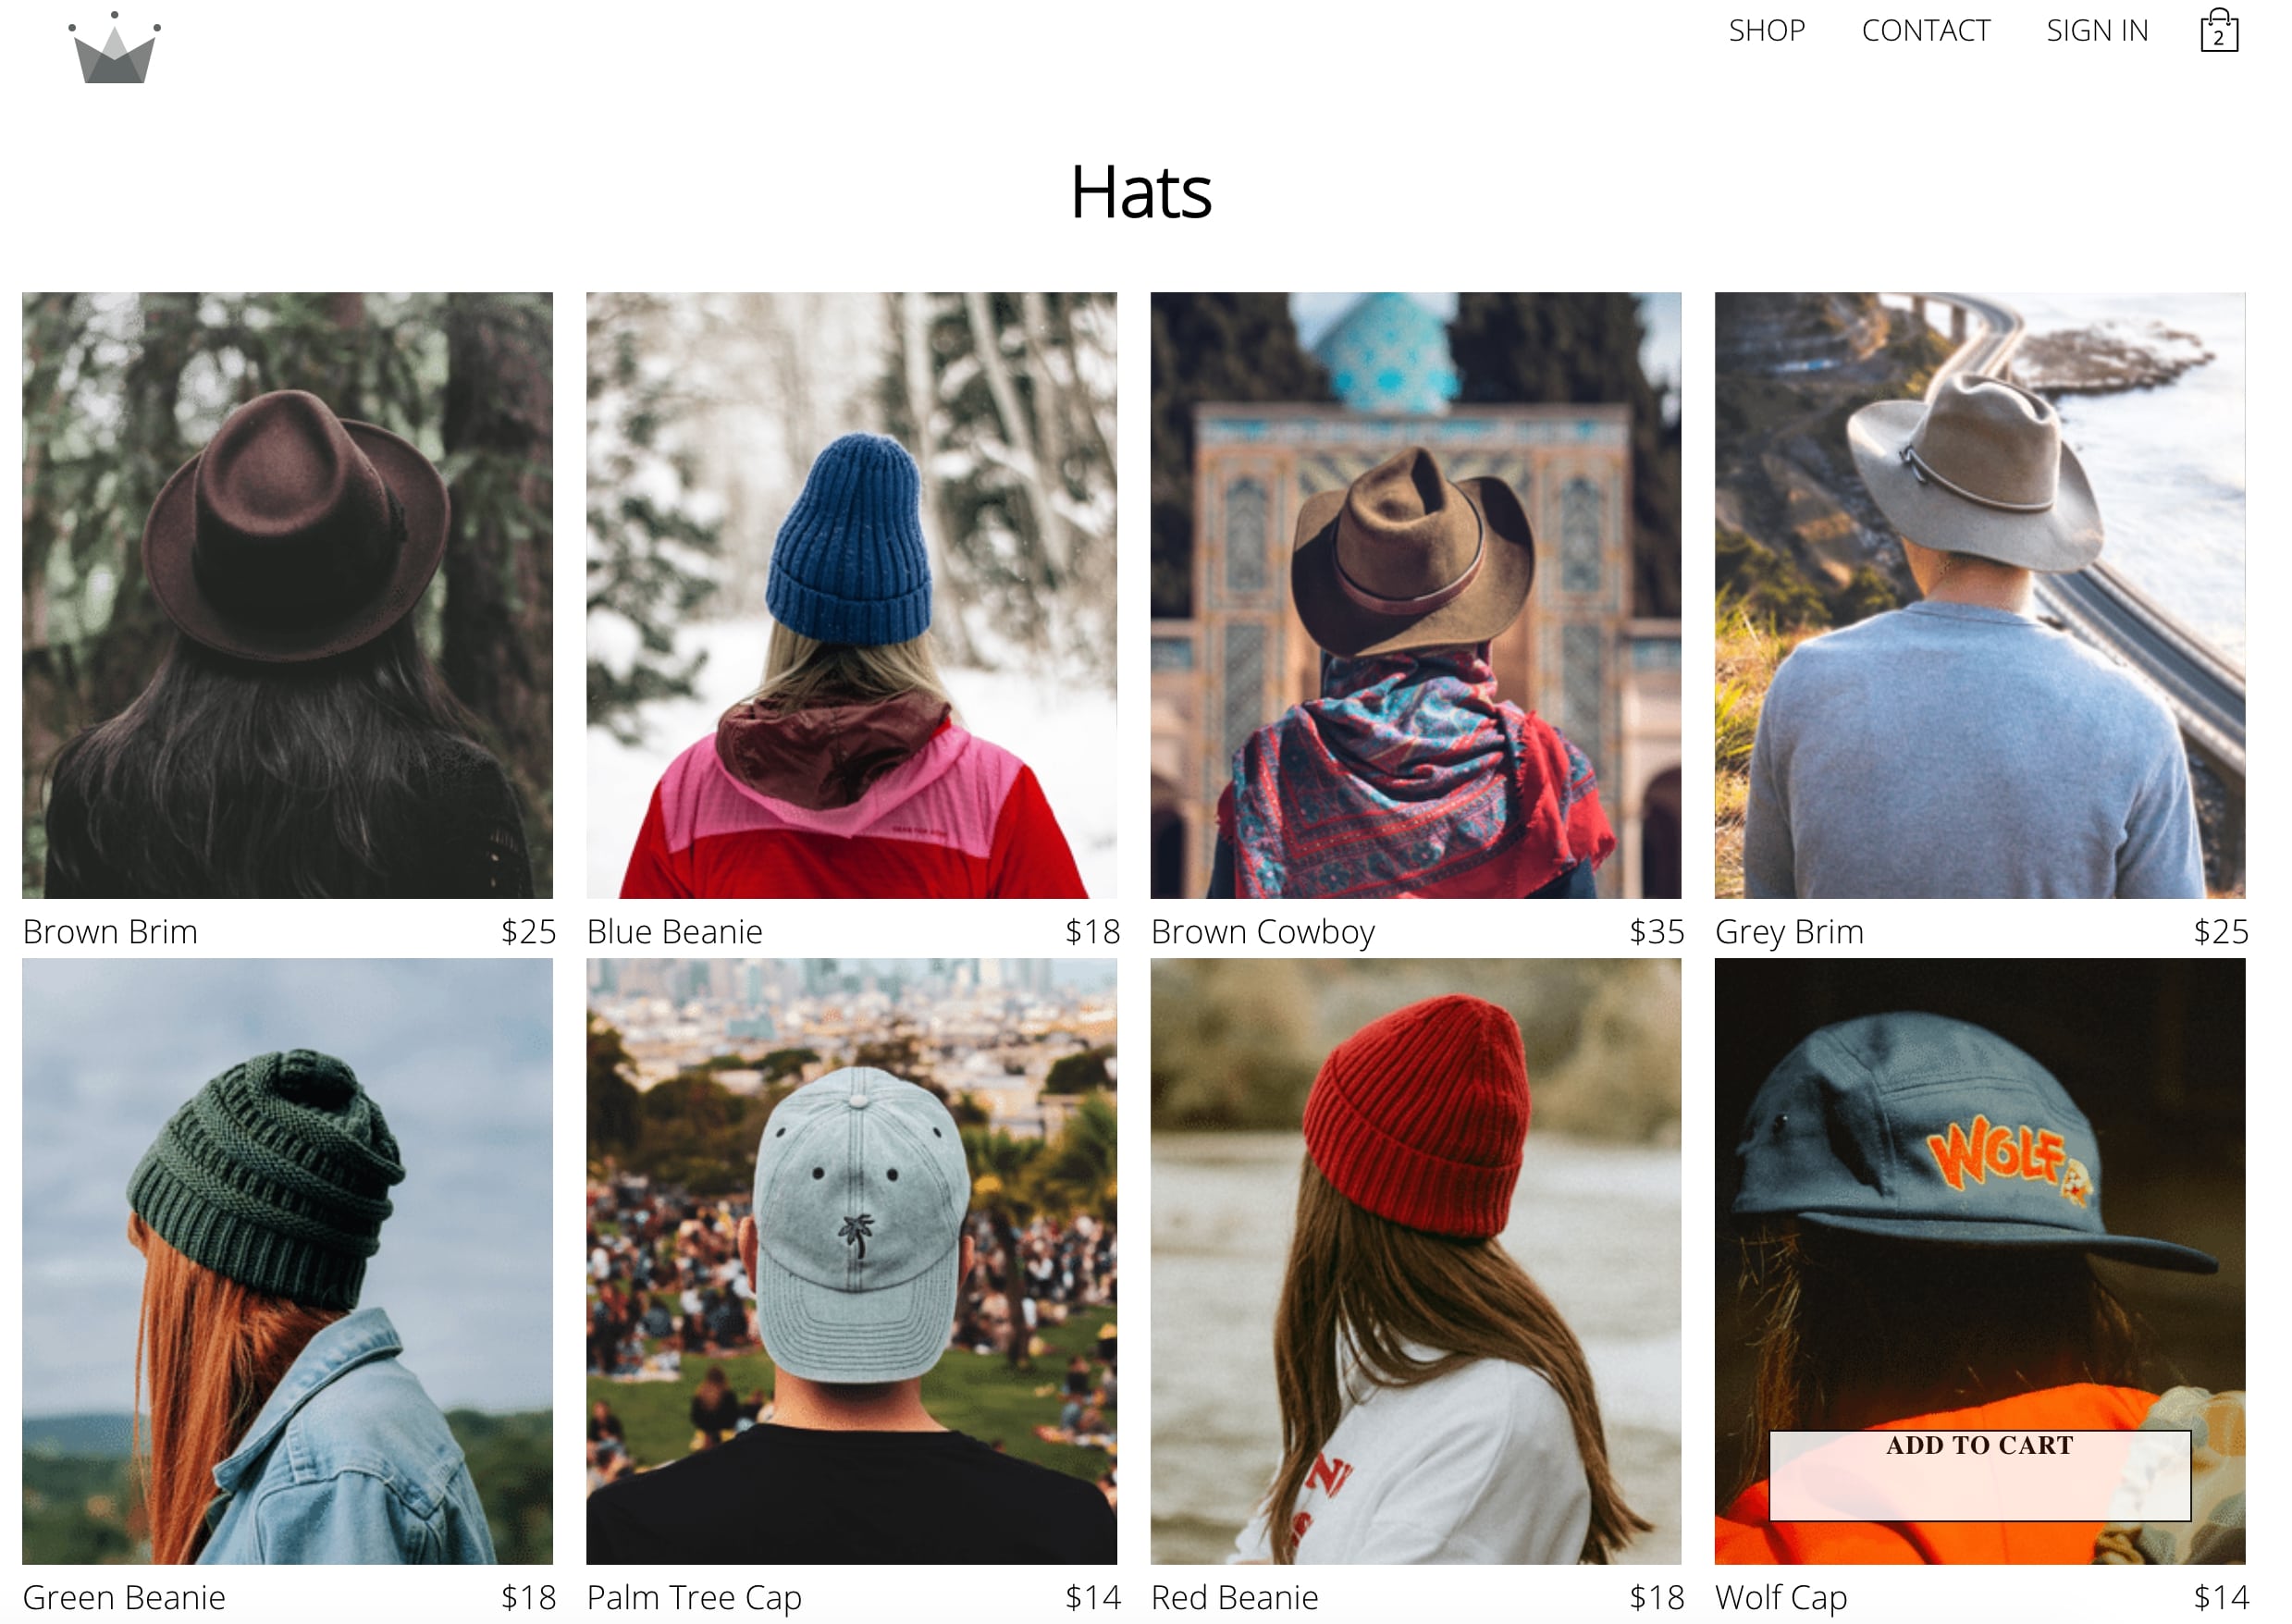 SHOP CONTACT SIGN IN 2
Hats
Brown Brim $25 Blue Beanie $18 Brown Cowboy $35 Grey Brim $25
WOLF
ADD TO CART
Green Beanie $18 Palm Tree Cap $14 Red Beanie $18 Wolf Cap $14